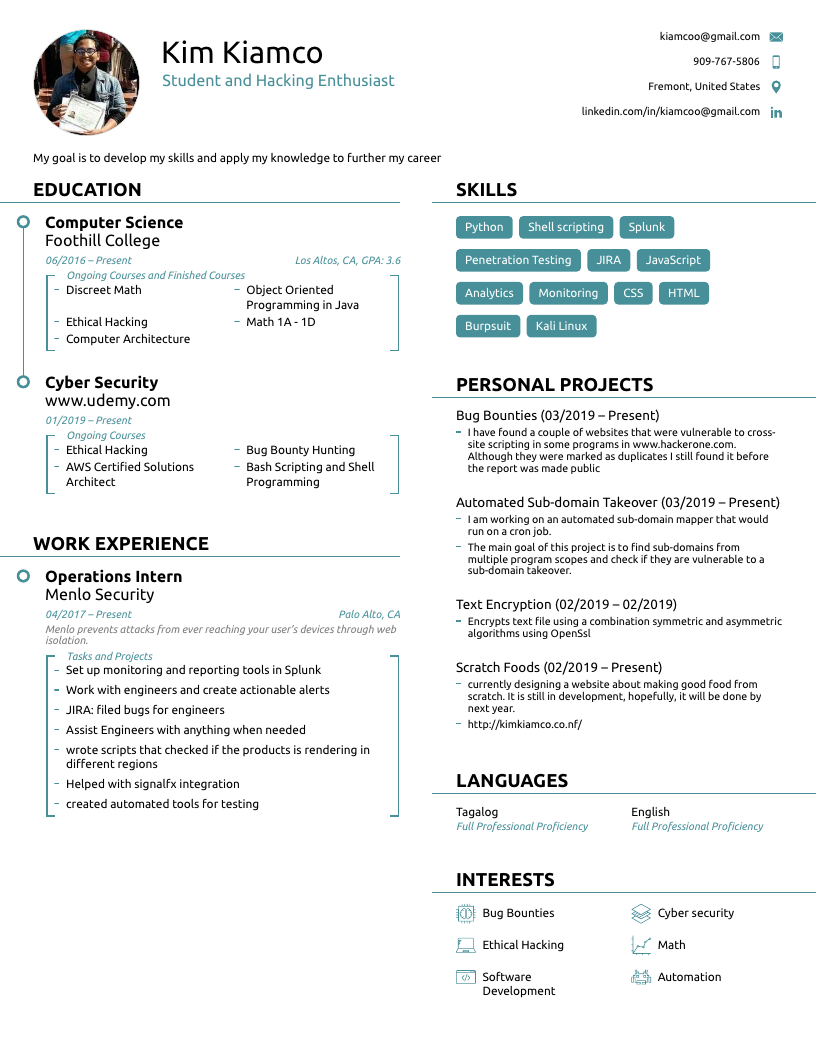 Kim Kiamco
Student and Hacking Enthusiast
kiamcoo@gmail.com
909-767-5806
Fremont, United States
linkedin.com/in/kiamcoo@gmail.com
My goal is to develop my skills and apply my knowledge to further my career
EDUCATION
Computer Science
Foothill College
06/2016 – Present
Los Altos, CA, GPA: 3.6
Ongoing Courses and Finished Courses
– Discreet Math
– Object Oriented
Programming in Java
– Ethical Hacking
– Math 1A - 1D
– Computer Architecture
Cyber Security
www.udemy.com
01/2019 – Present
Ongoing Courses
– Ethical Hacking
– Bug Bounty Hunting
– AWS Certified Solutions
Architect
– Bash Scripting and Shell
Programming
WORK EXPERIENCE
Operations Intern
Menlo Security
04/2017 – Present
Palo Alto, CA
Menlo prevents attacks from ever reaching your user's devices through web
isolation.
Tasks and Projects
– Set up monitoring and reporting tools in Splunk
– Work with engineers and create actionable alerts
– JIRA: filed bugs for engineers
– Assist Engineers with anything when needed
– wrote scripts that checked if the products is rendering in
different regions
– Helped with signalfx integration
– created automated tools for testing
SKILLS
Python
Shell scripting
Splunk
Penetration Testing
JIRA
JavaScript
Analytics
Monitoring
CSS
HTML
Burpsuit
Kali Linux
PERSONAL PROJECTS
Bug Bounties (03/2019 – Present)
– I have found a couple of websites that were vulnerable to cross-
site scripting in some programs in www.hackerone.com.
Although they were marked as duplicates I still found it before
the report was made public
Automated Sub-domain Takeover (03/2019 – Present)
– I am working on an automated sub-domain mapper that would
run on a cron job.
– The main goal of this project is to find sub-domains from
multiple program scopes and check if they are vulnerable to a
sub-domain takeover.
Text Encryption (02/2019 – 02/2019)
– Encrypts text file using a combination symmetric and asymmetric
algorithms using OpenSsl
Scratch Foods (02/2019 – Present)
– currently designing a website about making good food from
scratch. It is still in development, hopefully, it will be done by
next year.
– http://kimkiamco.co.nf/
LANGUAGES
Tagalog
Full Professional Proficiency
English
Full Professional Proficiency
INTERESTS
Bug Bounties
Cyber security
Ethical Hacking
Math
Software
Development
Automation